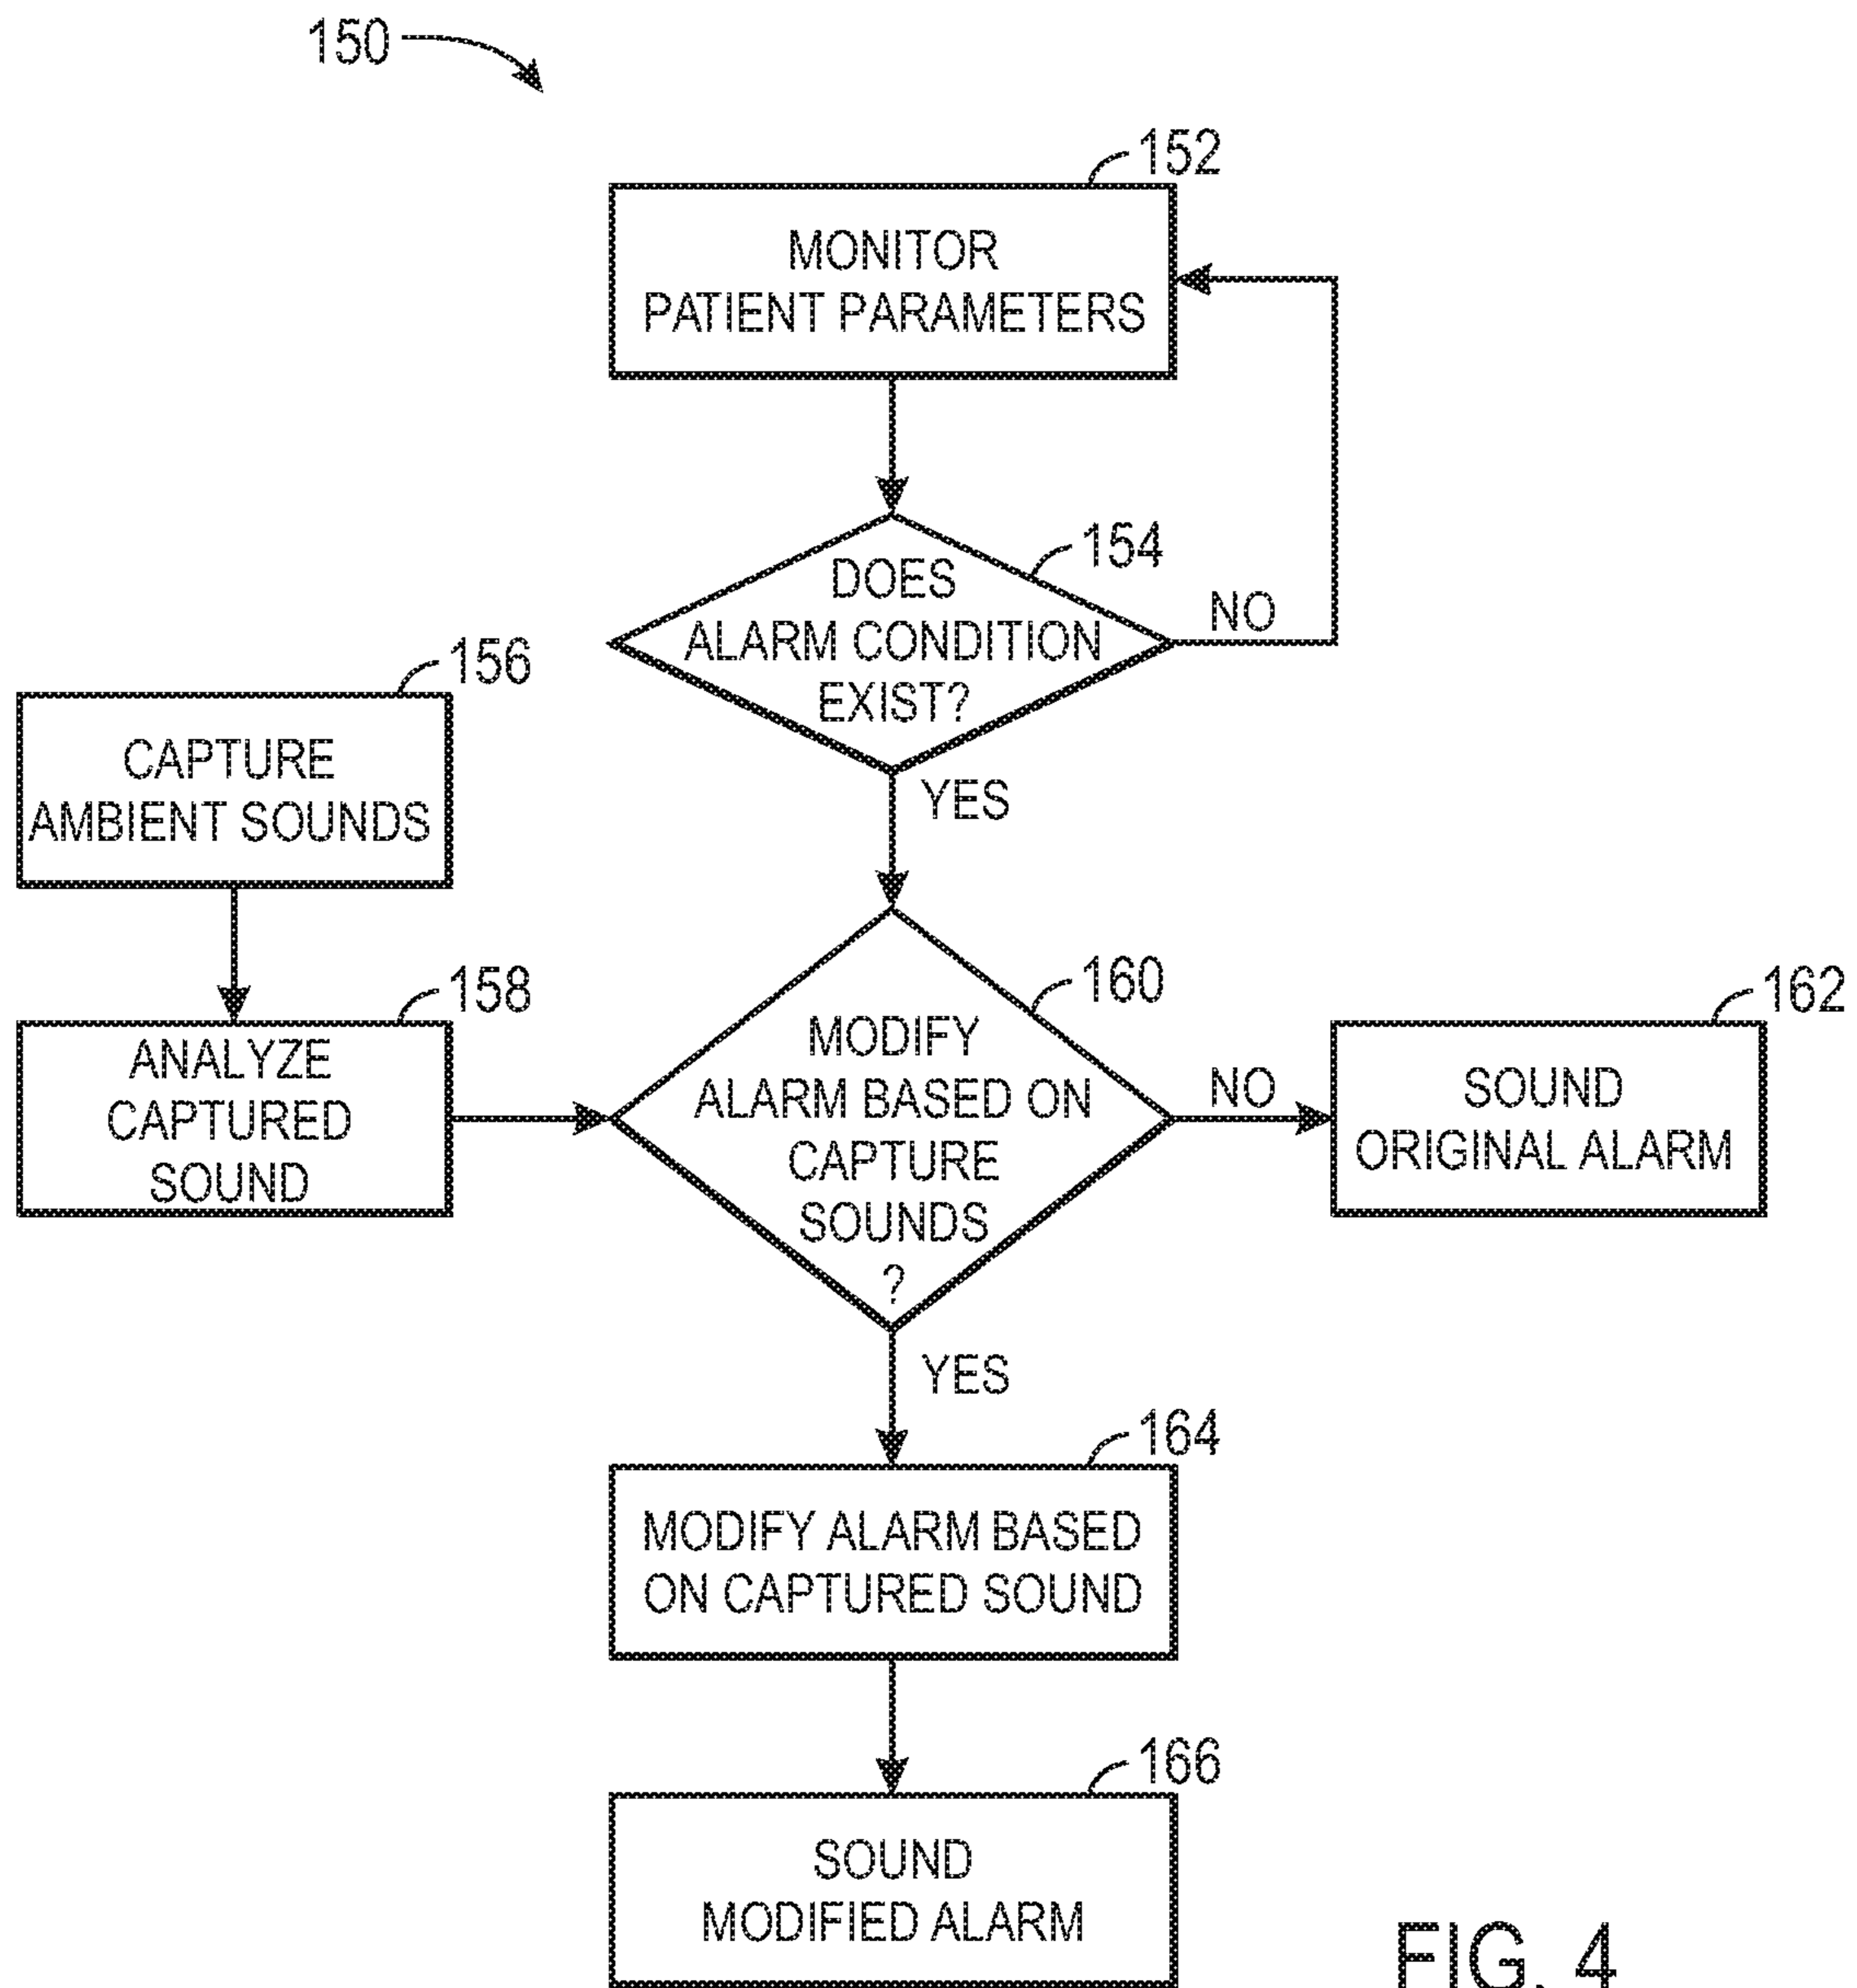 150
152
MONITOR
PATIENT PARAMETERS
154
DOES
ALARM CONDITION
EXIST?
NO
YES
156
CAPTURE
AMBIENT SOUNDS
158
ANALYZE
CAPTURED
SOUND
160
MODIFY
ALARM BASED ON
CAPTURE
SOUNDS
?
NO
162
SOUND
ORIGINAL ALARM
YES
164
MODIFY ALARM BASED
ON CAPTURED SOUND
166
SOUND
MODIFIED ALARM
FIG. 4